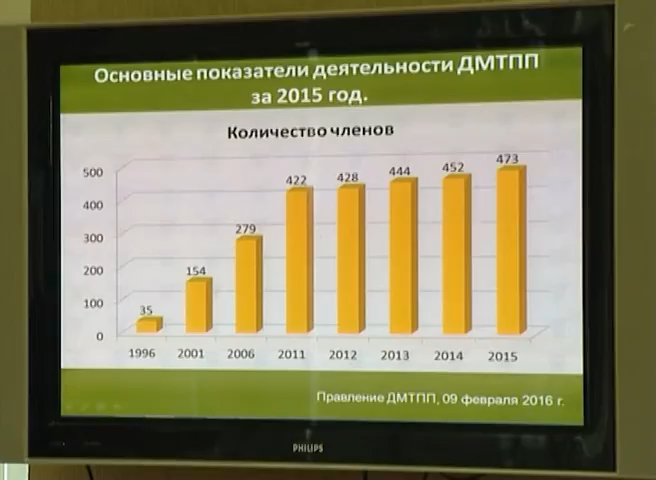 Основные показатели деятельности ДМТПП
за 2015 год.
Количество членов
500
400
300
200
100
0
35
154
279
422
428
444
452
473
1996 2001 2006 2011 2012 2013 2014 2015
Правление ДМТПП, 09 февраля 2016 г.
PHILIPS